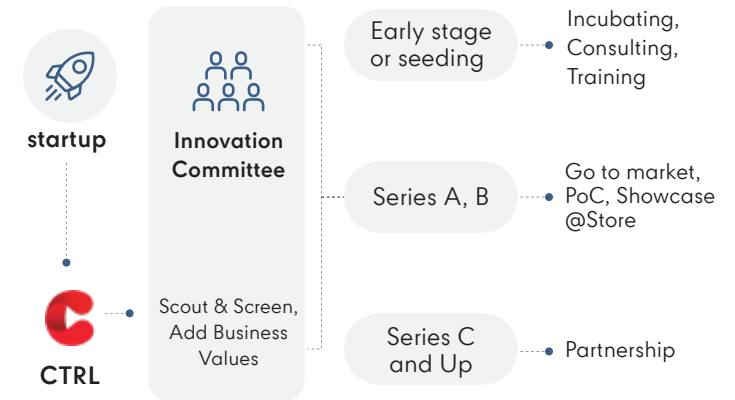 startup
CTRL
Innovation
Committee
Scout & Screen,
Add Business
Values
Early stage
or seeding
Incubating,
Consulting,
Training
Series A, B
Go to market,
PoC, Showcase
@Store
Series C
and Up
Partnership